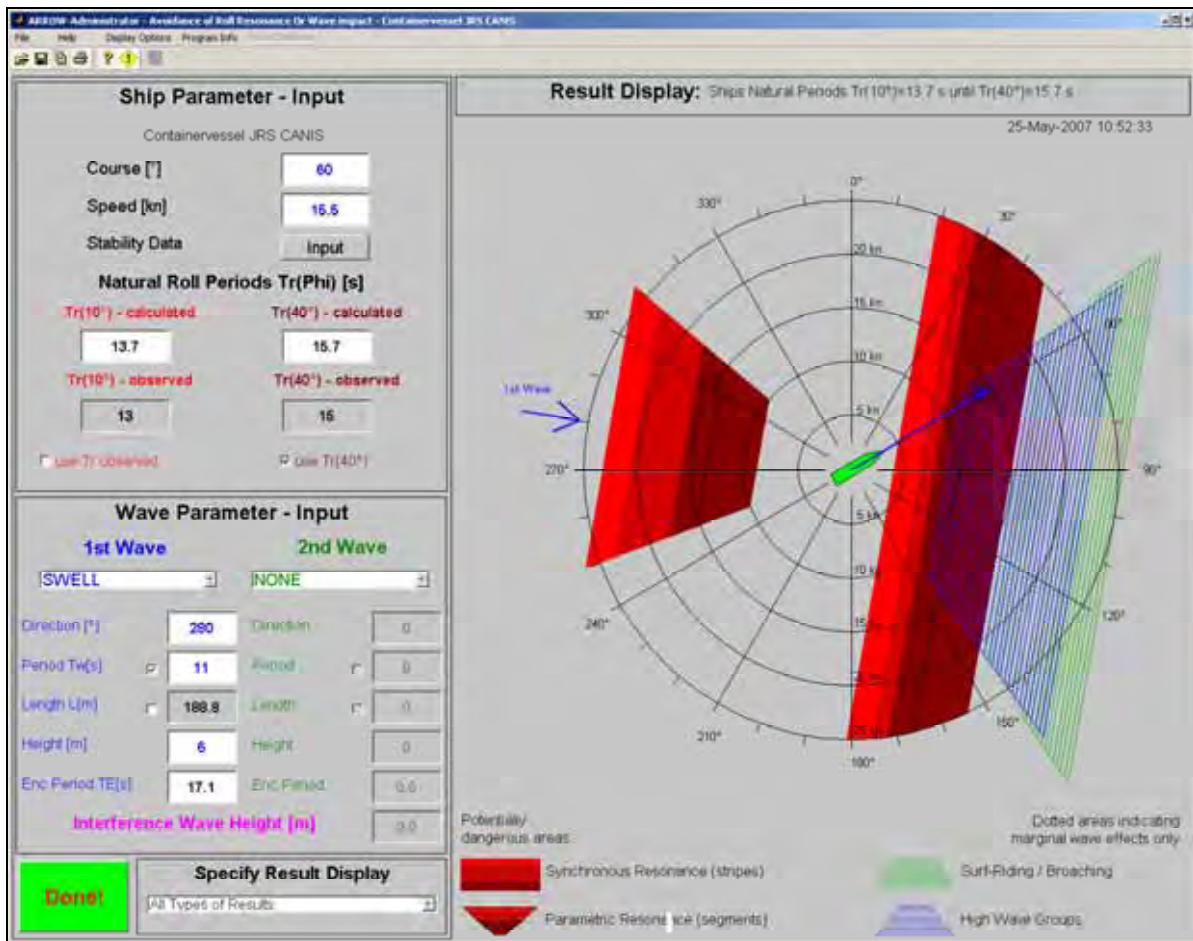 ARROW-Administrator - Avoidance of Roll Resonance Or Wave impact - Containervessel JRS CANIS
File Help Display Options Program Info
Ship Parameter - Input
Containervessel JRS CANIS
Course [°] 60
Speed [kn] 15.5
Stability Data Input
Natural Roll Periods Tr(Phi) [s]
Tr(10°) - calculated Tr(40°) - calculated
13.7 15.7
Tr(10°) - observed Tr(40°) - observed
13 15
use Tr observed use Tr(40°)
Wave Parameter - Input
1st Wave 2nd Wave
SWELL NONE
Direction [°] 280 Direction 0
Period Tw[s] 11 Period 0
Length L[m] 188.8 Length 0
Height [m] 6 Height 0
Enc Period TE[s] 17.1 Enc Period 0.0
Interference Wave Height [m] 0.0
Done!
Specify Result Display
All Types of Results
Result Display: Ships Natural Periods Tr(10°)=13.7 s until Tr(40°)=15.7 s
25-May-2007 10:52:33
0°
330° 30°
25 kn
20 kn
300° 60°
15 kn
10 kn
1st Wave
5 kn
270° 90°
5 kn
10 kn
240° 120°
15 kn
20 kn
210° 150°
25 kn
180°
Potentially
dangerous areas
Dotted areas indicating
marginal wave effects only
Synchronous Resonance (stripes)
Surf-Riding / Broaching
Parametric Resonance (segments)
High Wave Groups